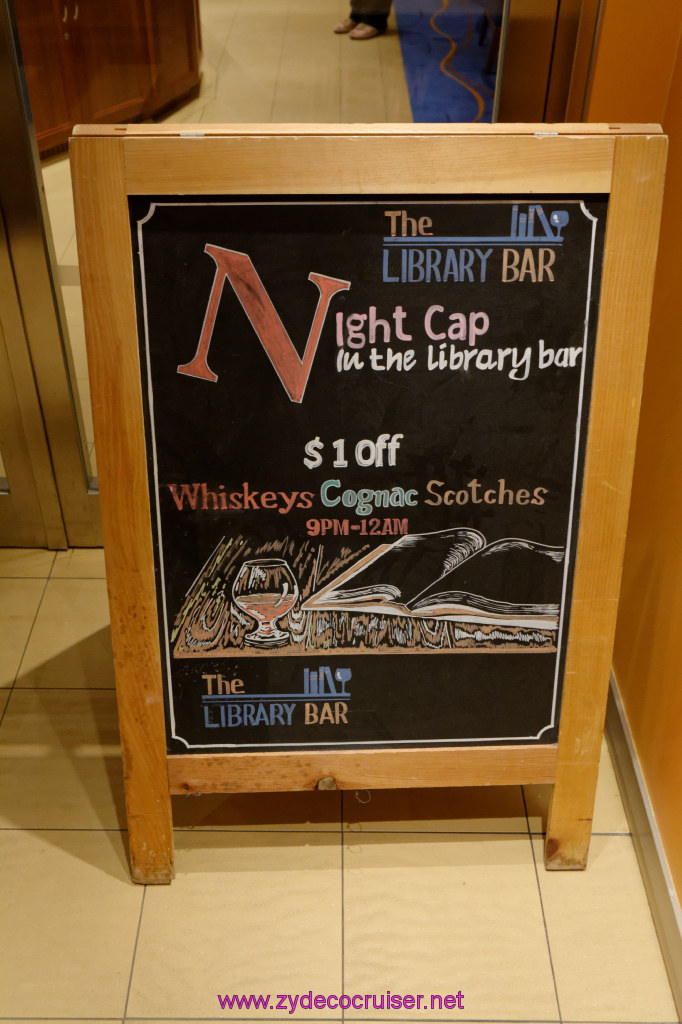 The
LIBRARY BAR
NIght Cap
In the Library bar
$1 Off
Whiskeys Cognac Scotches
9PM-12AM
The
LIBRARY BAR
www.zydecocruiser.net